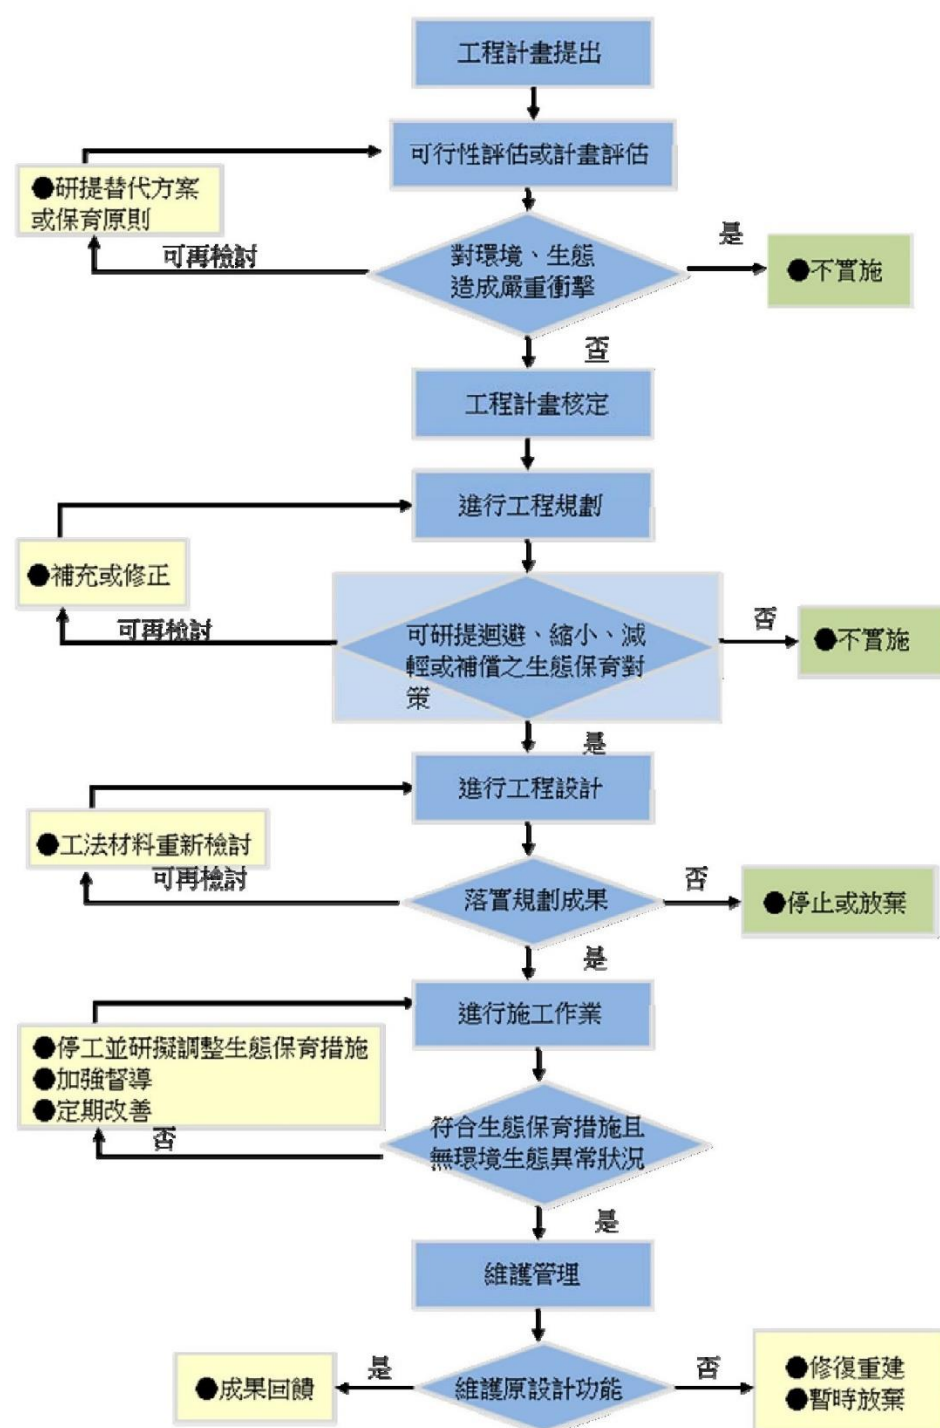 工程計畫提出
可行性評估或計畫評估
●研提替代方案
或保育原則
可再檢討
對環境、生態
造成嚴重衝擊
是
●不實施
否
工程計畫核定
進行工程規劃
●補充或修正
可再檢討
可研提迴避、縮小、減
輕或補償之生態保育對
策
否
●不實施
是
進行工程設計
●工法材料重新檢討
可再檢討
落實規劃成果
否
●停止或放棄
是
進行施工作業
●停工並研擬調整生態保育措施
●加強督導
●定期改善
否
符合生態保育措施且
無環境生態異常狀況
是
維護管理
●成果回饋
是
維護原設計功能
否
●修復重建
●暫時放棄